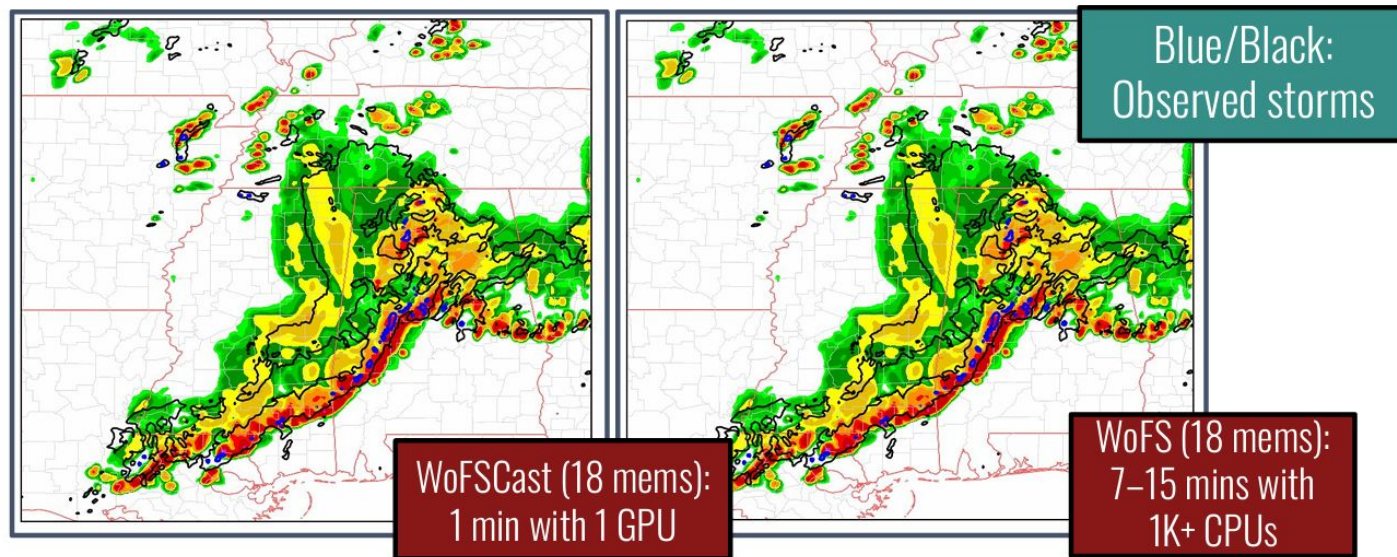 Blue/Black:
Observed storms
WoFSCast (18 mems):
1 min with 1 GPU
WoFS (18 mems):
7–15 mins with
1K+ CPUs